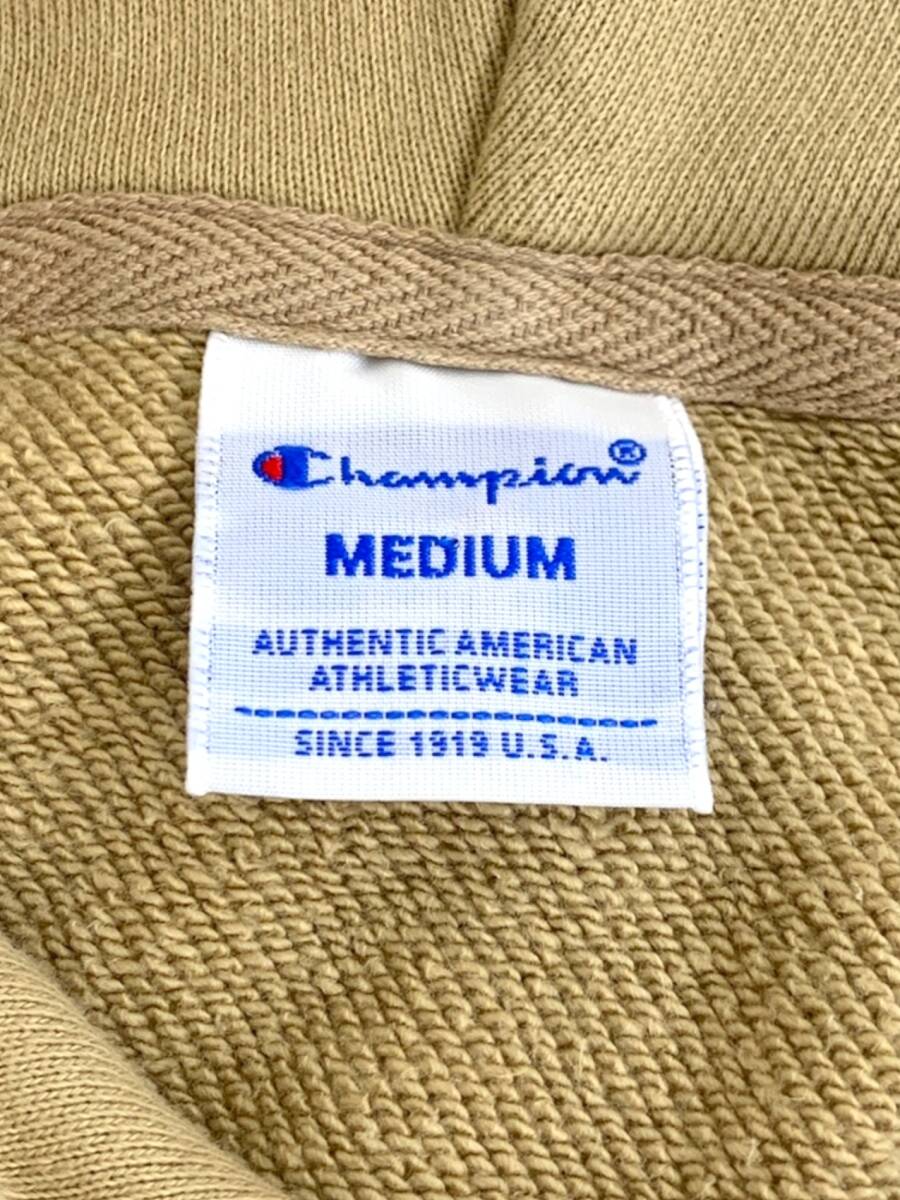 Champion®
MEDIUM
AUTHENTIC AMERICAN
ATHLETICWEAR
SINCE 1919 U.S.A.